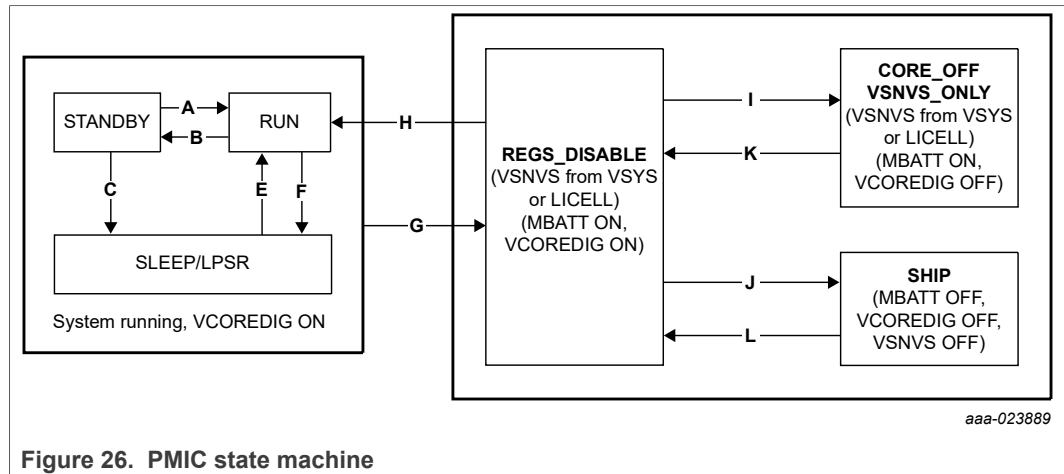 STANDBY
A
B
RUN
C
E
F
SLEEP/LPSR
System running, VCOREDIG ON
H
G
REGS_DISABLE
(VSNVS from VSYS
or LICELL)
(MBATT ON,
VCOREDIG ON)
I
K
J
L
CORE_OFF
VSNVS_ONLY
(VSNVS from VSYS
or LICELL)
(MBATT ON,
VCOREDIG OFF)
SHIP
(MBATT OFF,
VCOREDIG OFF,
VSNVS OFF)
aaa-023889
Figure 26. PMIC state machine